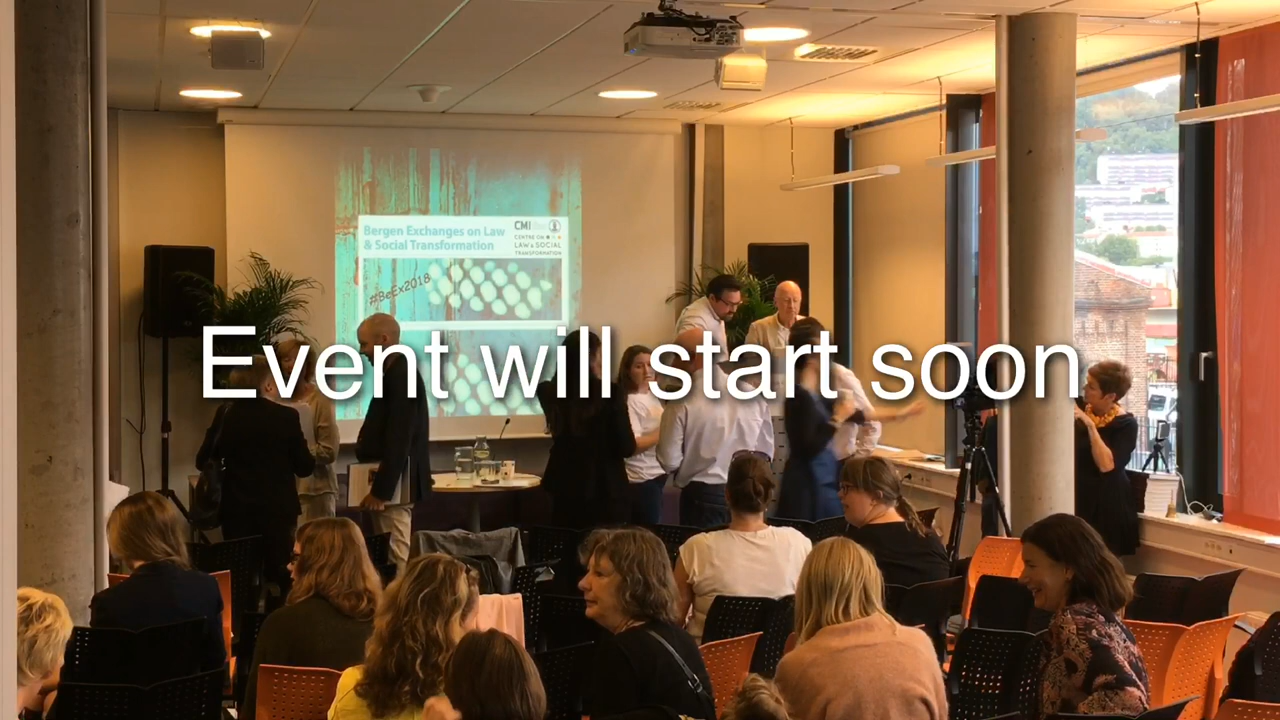 Bergen Exchanges on Law
& Social Transformation
CMI
CENTRE ON
LAW & SOCIAL
TRANSFORMATION
#BeEx2018
Event will start soon